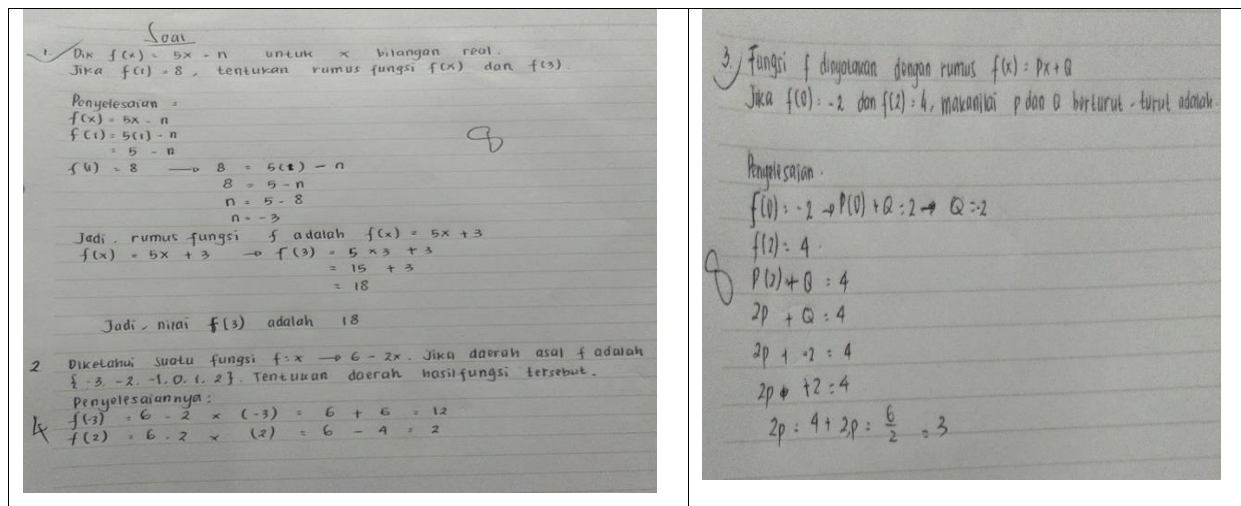 Soal
1. Dik f(x) = 5x - n untuk x bilangan real.
Jika f(1) = 8, tentukan rumus fungsi f(x) dan f(3).
Penyelesaian =
f(x) = 5x - n
f(1) = 5(1) - n
= 5 - n
8
f(1) = 8 → 8 = 5(1) - n
8 = 5 - n
n = 5 - 8
n = -3
Jadi, rumus fungsi f adalah f(x) = 5x + 3
f(x) = 5x + 3 → f(3) = 5 × 3 + 3
= 15 + 3
= 18
Jadi, nilai f(3) adalah 18
2. Diketahui suatu fungsi f:x → 6 - 2x. Jika daerah asal f adalah
{-3, -2, -1, 0, 1, 2}. Tentukan daerah hasil fungsi tersebut.
Penyelesaiannya:
f(-3) = 6 - 2 × (-3) = 6 + 6 = 12
4
f(2) = 6 - 2 × (2) = 6 - 4 = 2
3. Fungsi f dinyatakan dengan rumus f(x) = px + Q
Jika f(0) = -2 dan f(2) = 4, makanilai p dan Q berturut-turut adalah.
Penyelesaian.
f(0) = -2 → P(0) + Q = 2 → Q = -2
f(2) = 4.
8
P(2) + Q = 4
2p + Q = 4
2p + -2 = 4
2p + 2 = 4
2p = 4 + 2p = 6/2 = 3